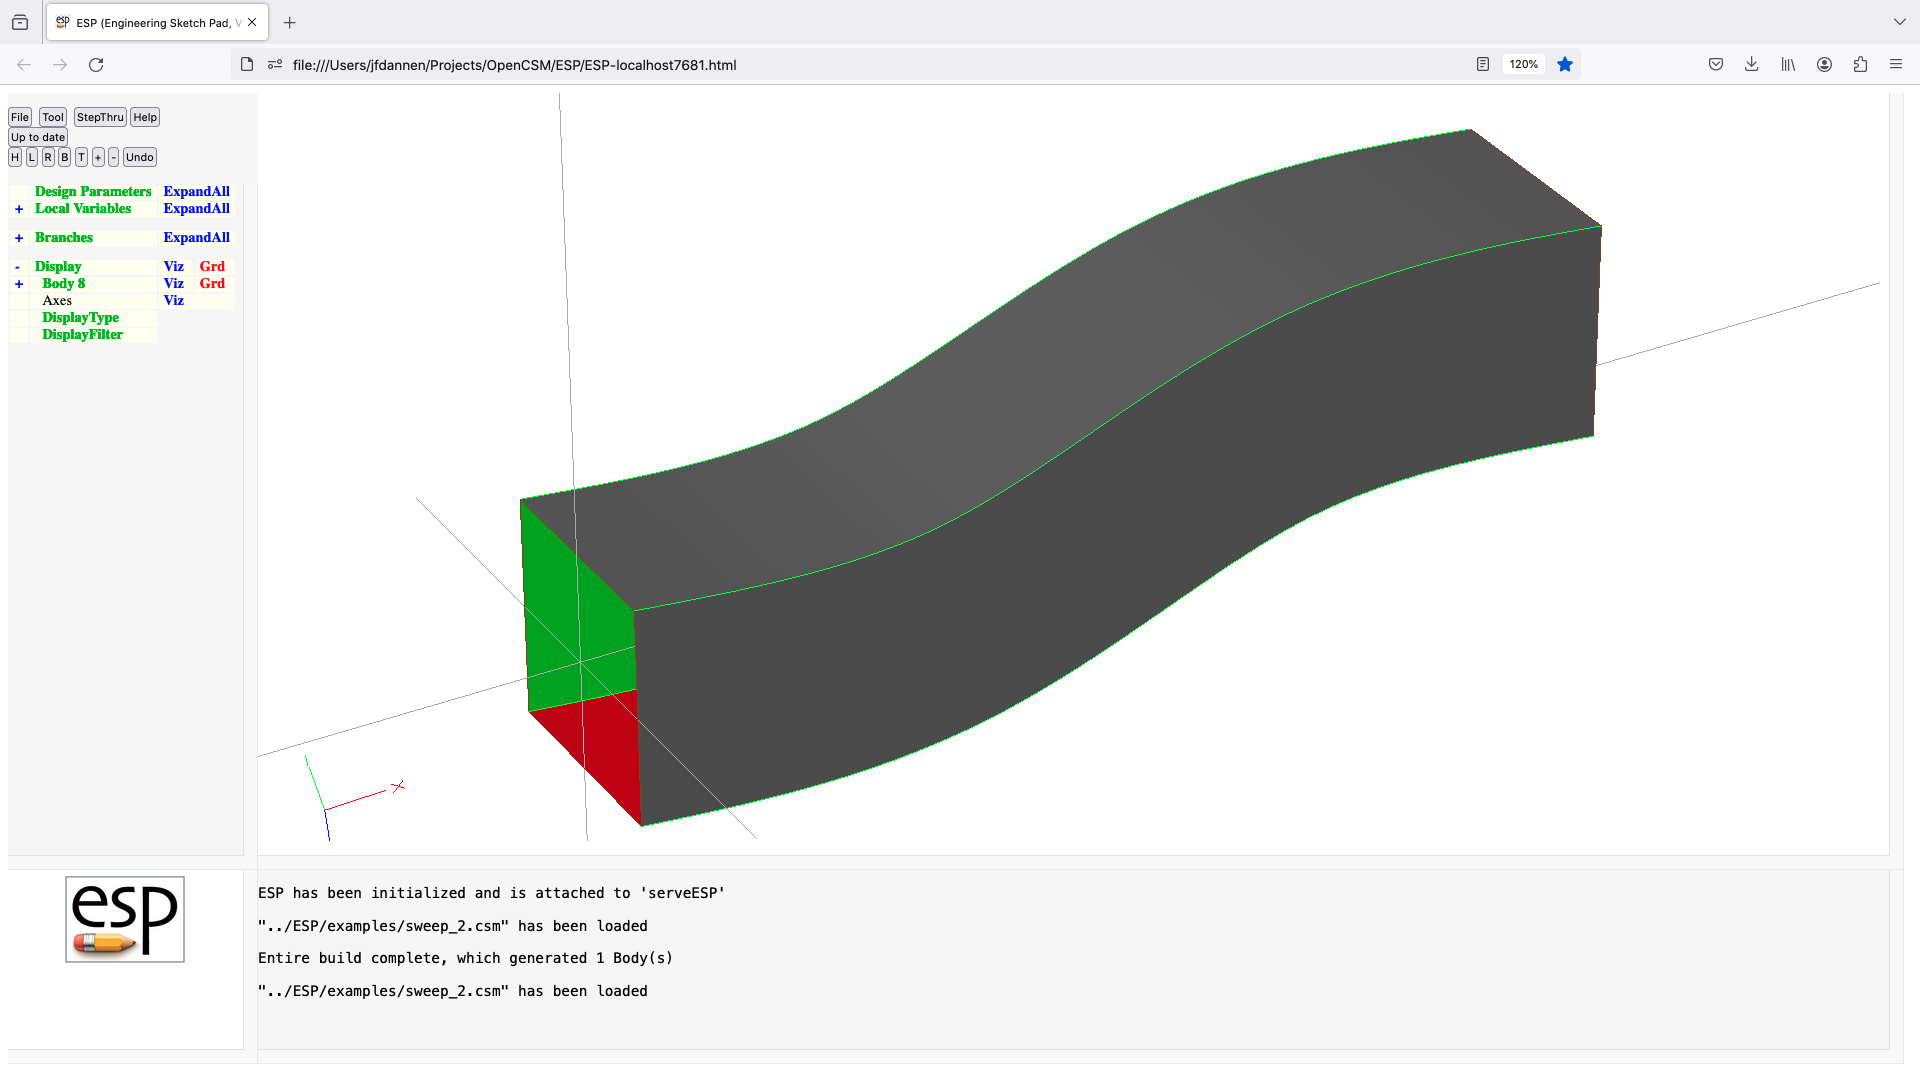 ESP (Engineering Sketch Pad, V
file:///Users/jfdannen/Projects/OpenCSM/ESP/ESP-localhost7681.html
120%
File Tool StepThru Help
Up to date
H L R B T + - Undo
Design Parameters ExpandAll
+ Local Variables ExpandAll
+ Branches ExpandAll
- Display Viz Grd
+ Body 8 Viz Grd
Axes Viz
DisplayType
DisplayFilter
X
esp
ESP has been initialized and is attached to 'serveESP'
"../ESP/examples/sweep_2.csm" has been loaded
Entire build complete, which generated 1 Body(s)
"../ESP/examples/sweep_2.csm" has been loaded